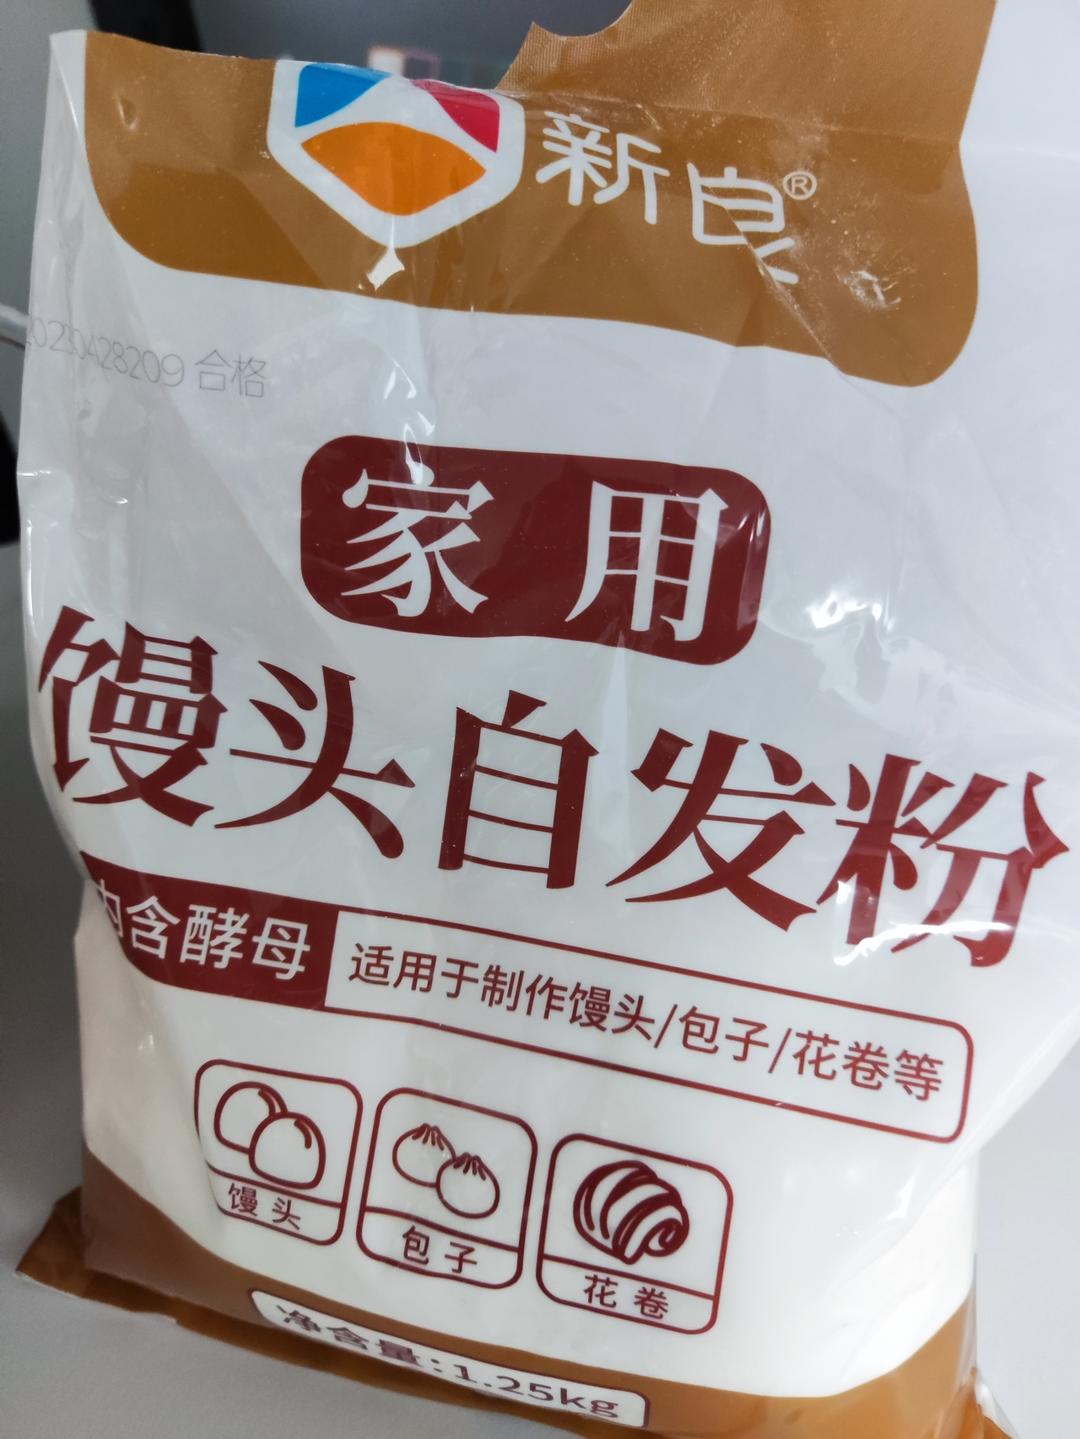 新良®
20230428209 合格
家用
馒头自发粉
内含酵母
适用于制作馒头/包子/花卷等
馒头
包子
花卷
净含量:1.25kg